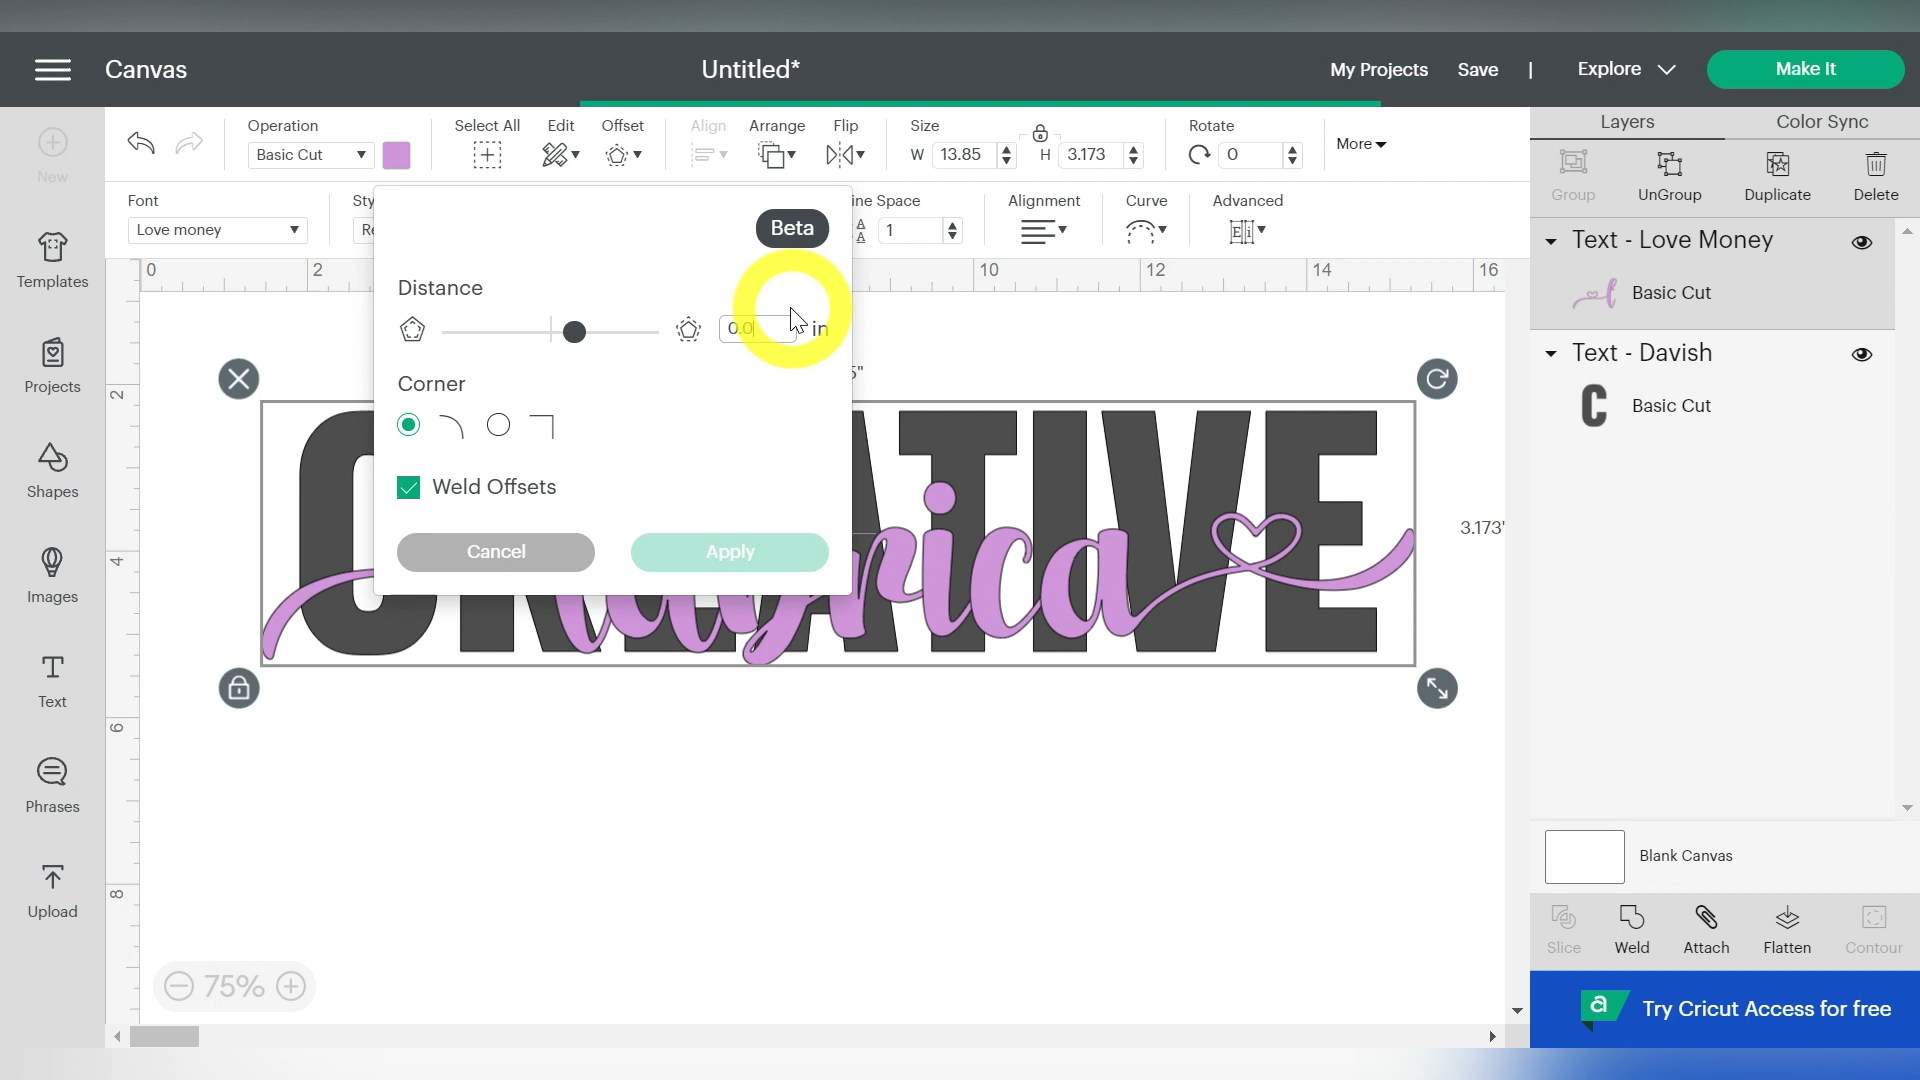 Canvas
Untitled*
My Projects
Save
|
Explore
Make It
New
Templates
Projects
Shapes
Images
Text
Phrases
Upload
Operation
Basic Cut
Select All
Edit
Offset
Align
Arrange
Flip
Size
W 13.85
H 3.173
Rotate
0
More
Font
Love money
Alignment
Curve
Advanced
1
0 2 10 12 14 16
2
4
6
8
Beta
Distance
0.0 in
Corner
Weld Offsets
Cancel
Apply
3.173"
75%
Layers
Color Sync
Group
UnGroup
Duplicate
Delete
Text - Love Money
Basic Cut
Text - Davish
C
Basic Cut
Blank Canvas
Slice
Weld
Attach
Flatten
Contour
a Try Cricut Access for free